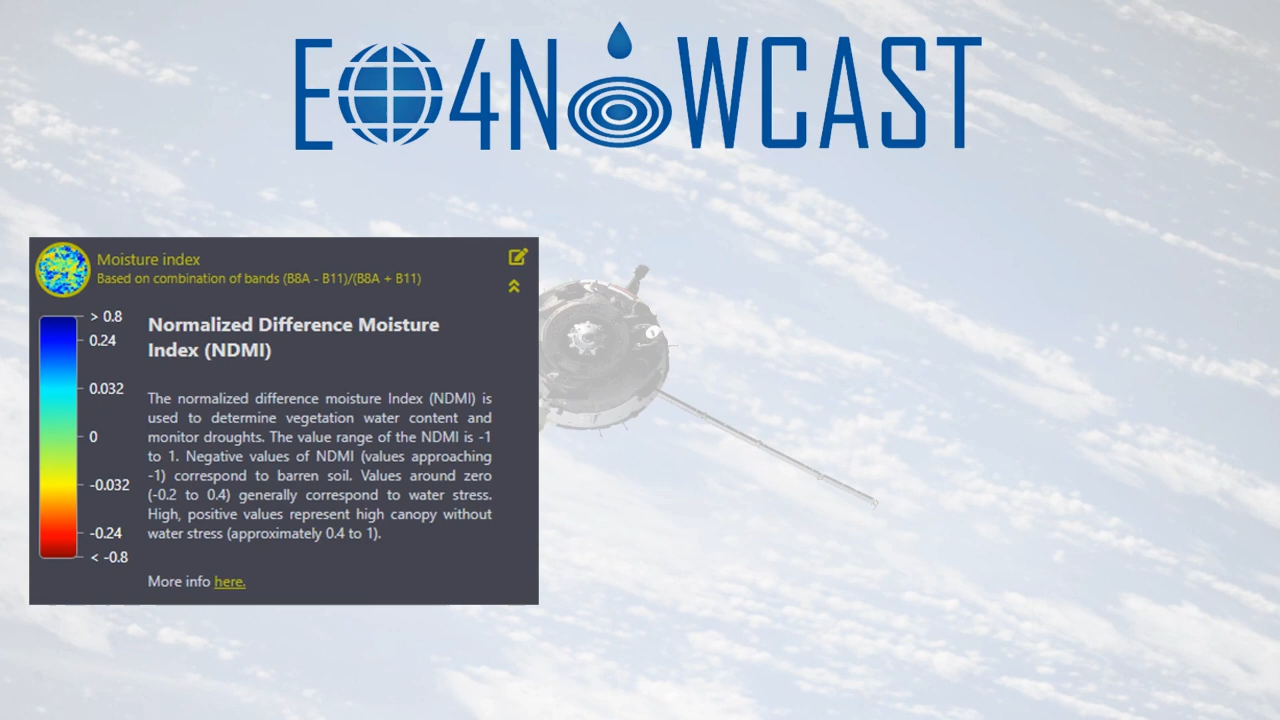 EO4NOWCAST
Moisture index
Based on combination of bands (B8A - B11)/(B8A + B11)
> 0.8
0.24
0.032
0
-0.032
-0.24
< -0.8
Normalized Difference Moisture
Index (NDMI)
The normalized difference moisture Index (NDMI) is
used to determine vegetation water content and
monitor droughts. The value range of the NDMI is -1
to 1. Negative values of NDMI (values approaching
-1) correspond to barren soil. Values around zero
(-0.2 to 0.4) generally correspond to water stress.
High, positive values represent high canopy without
water stress (approximately 0.4 to 1).
More info here.